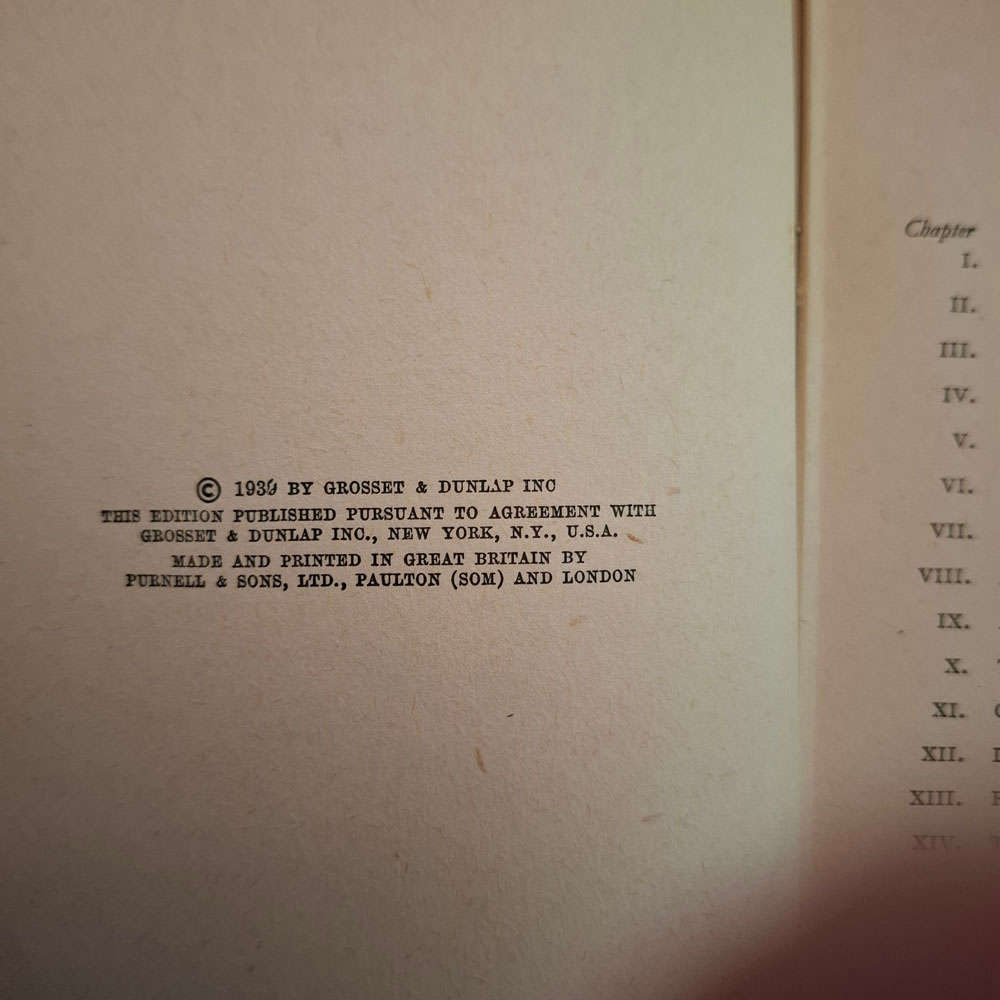 © 1939 BY GROSSET & DUNLAP INC
THIS EDITION PUBLISHED PURSUANT TO AGREEMENT WITH
GROSSET & DUNLAP INC., NEW YORK, N.Y., U.S.A.
MADE AND PRINTED IN GREAT BRITAIN BY
PURNELL & SONS, LTD., PAULTON (SOM) AND LONDON
Chapter
I.
II.
III.
IV.
V.
VI.
VII.
VIII.
IX.
X.
XI.
XII.
XIII.
XIV.